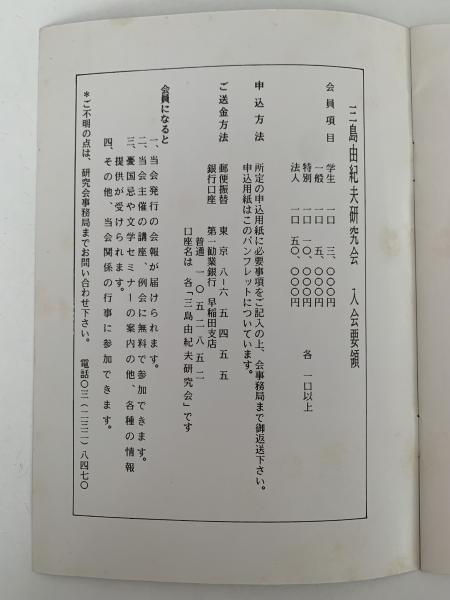 三島由紀夫研究会 入会要領
会員項目 学生 一口 三、〇〇〇円
一般 一口 五、〇〇〇円
特別 一口 一〇、〇〇〇円 各 一口以上
法人 一口 五〇、〇〇〇円
申込方法 所定の申込用紙に必要事項をご記入の上、会事務局まで御返送下さい。
申込用紙はこのパンフレットについています。
ご送金方法 郵便振替 東京八ー六五四五五
銀行口座 第一勧業銀行 早稲田支店
普通 一〇五二八五二
口座名は 各「三島由紀夫研究会」です
会員になると
一、当会発行の会報が届けられます。
二、当会主催の講座、例会に無料で参加できます。
三、憂国忌や文学セミナーの案内の他、各種の情報
提供が受けられます。
四、その他、当会関係の行事に参加できます。
*ご不明の点は、研究会事務局までお問い合わせ下さい。 電話〇三(二三二)八四七〇